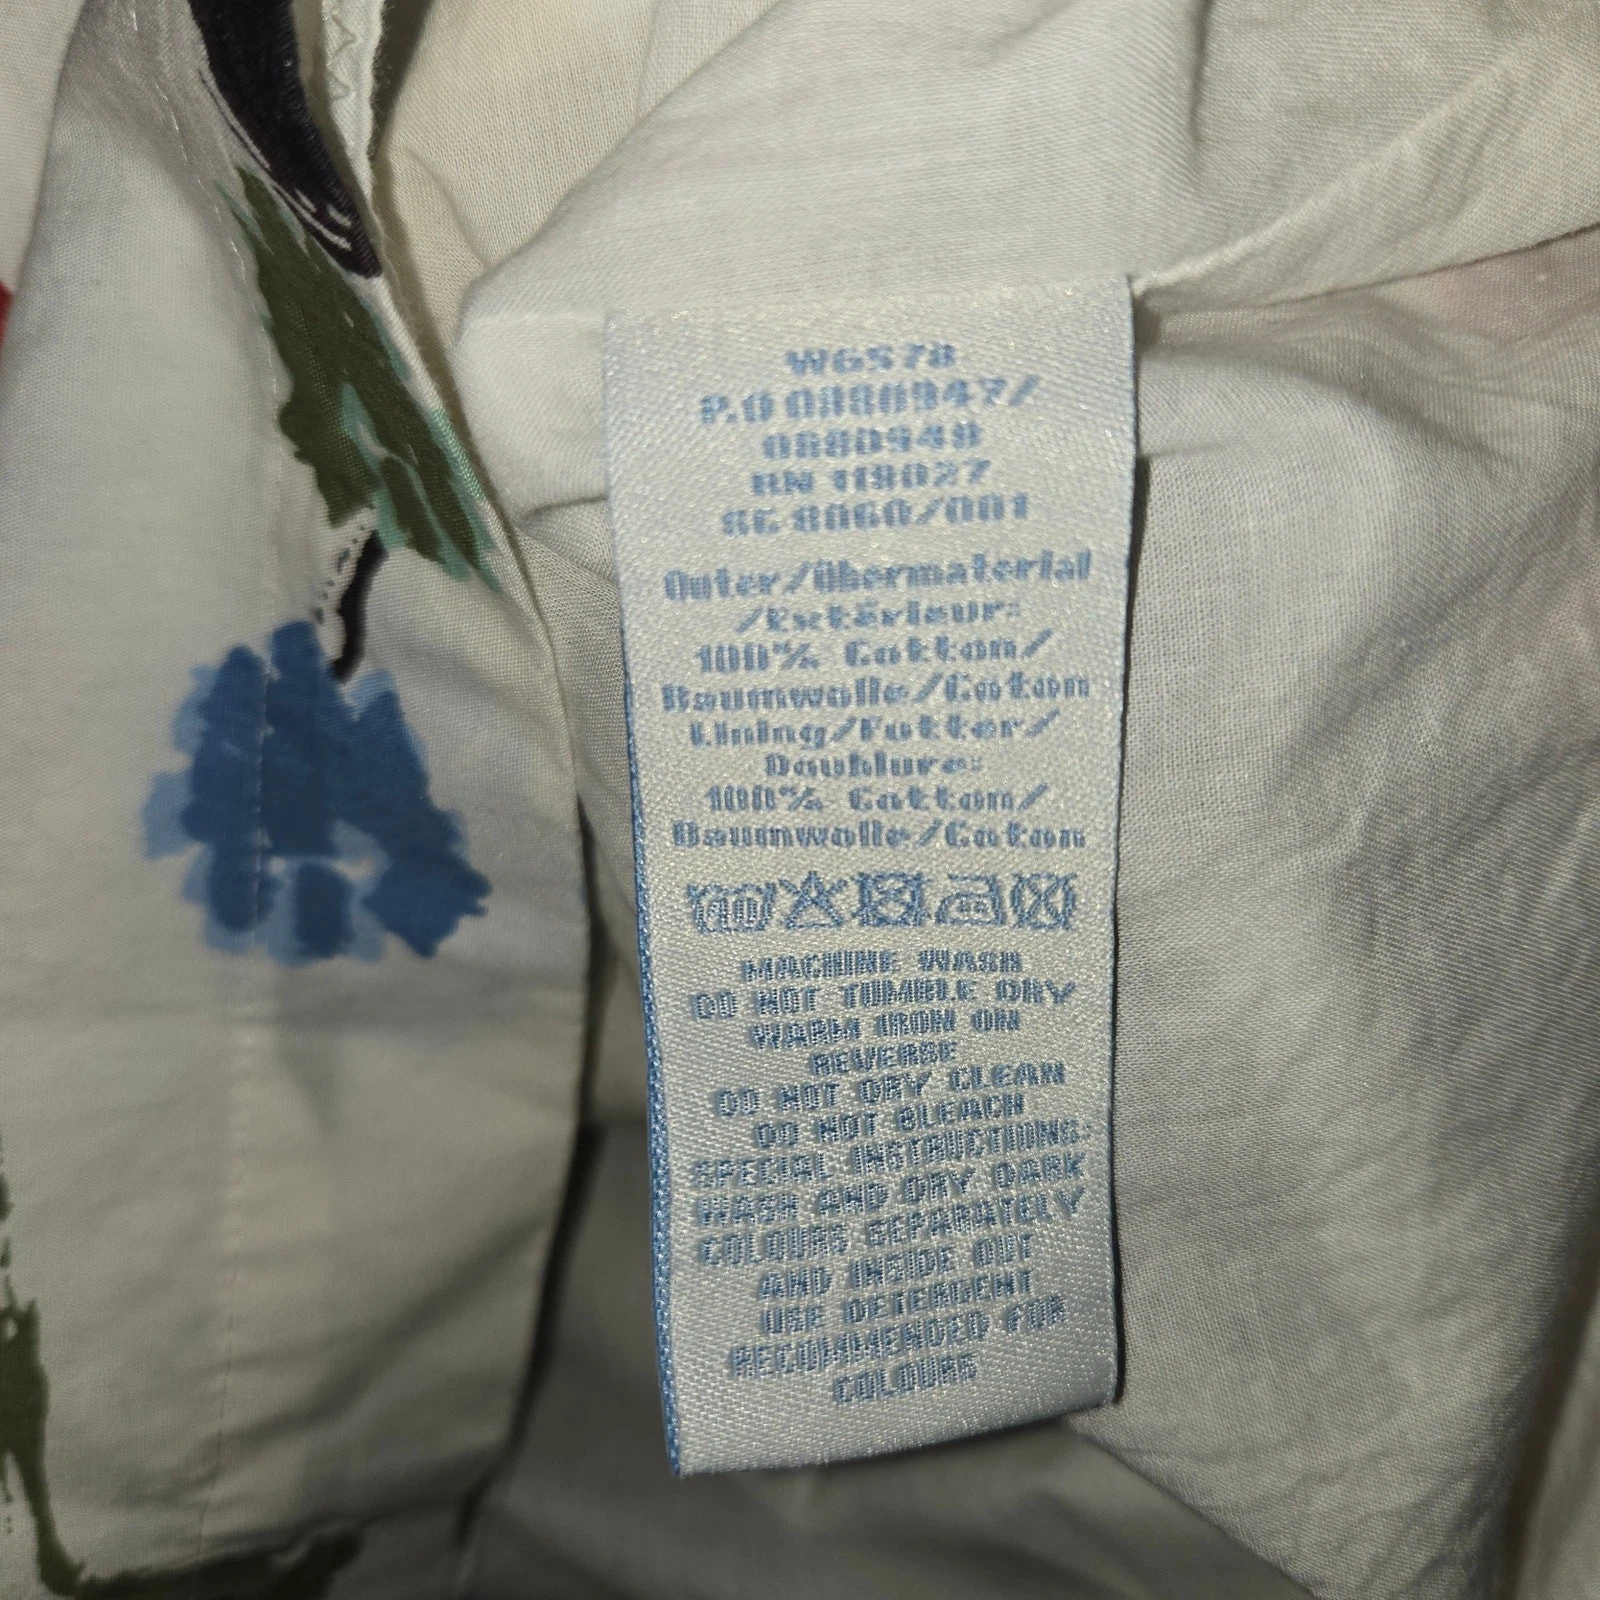 W6578
P.O 0880947/
0880948
RN 118027
SC 8060/001
Outer/Obermaterial
/Extérieur:
100% Cotton/
Baumwolle/Coton
Lining/Futter/
Doublure:
100% Cotton/
Baumwolle/Coton
40
MACHINE WASH
DO NOT TUMBLE DRY
WARM IRON ON
REVERSE
DO NOT DRY CLEAN
DO NOT BLEACH
SPECIAL INSTRUCTIONS:
WASH AND DRY DARK
COLOURS SEPARATELY
AND INSIDE OUT
USE DETERGENT
RECOMMENDED FOR
COLOURS